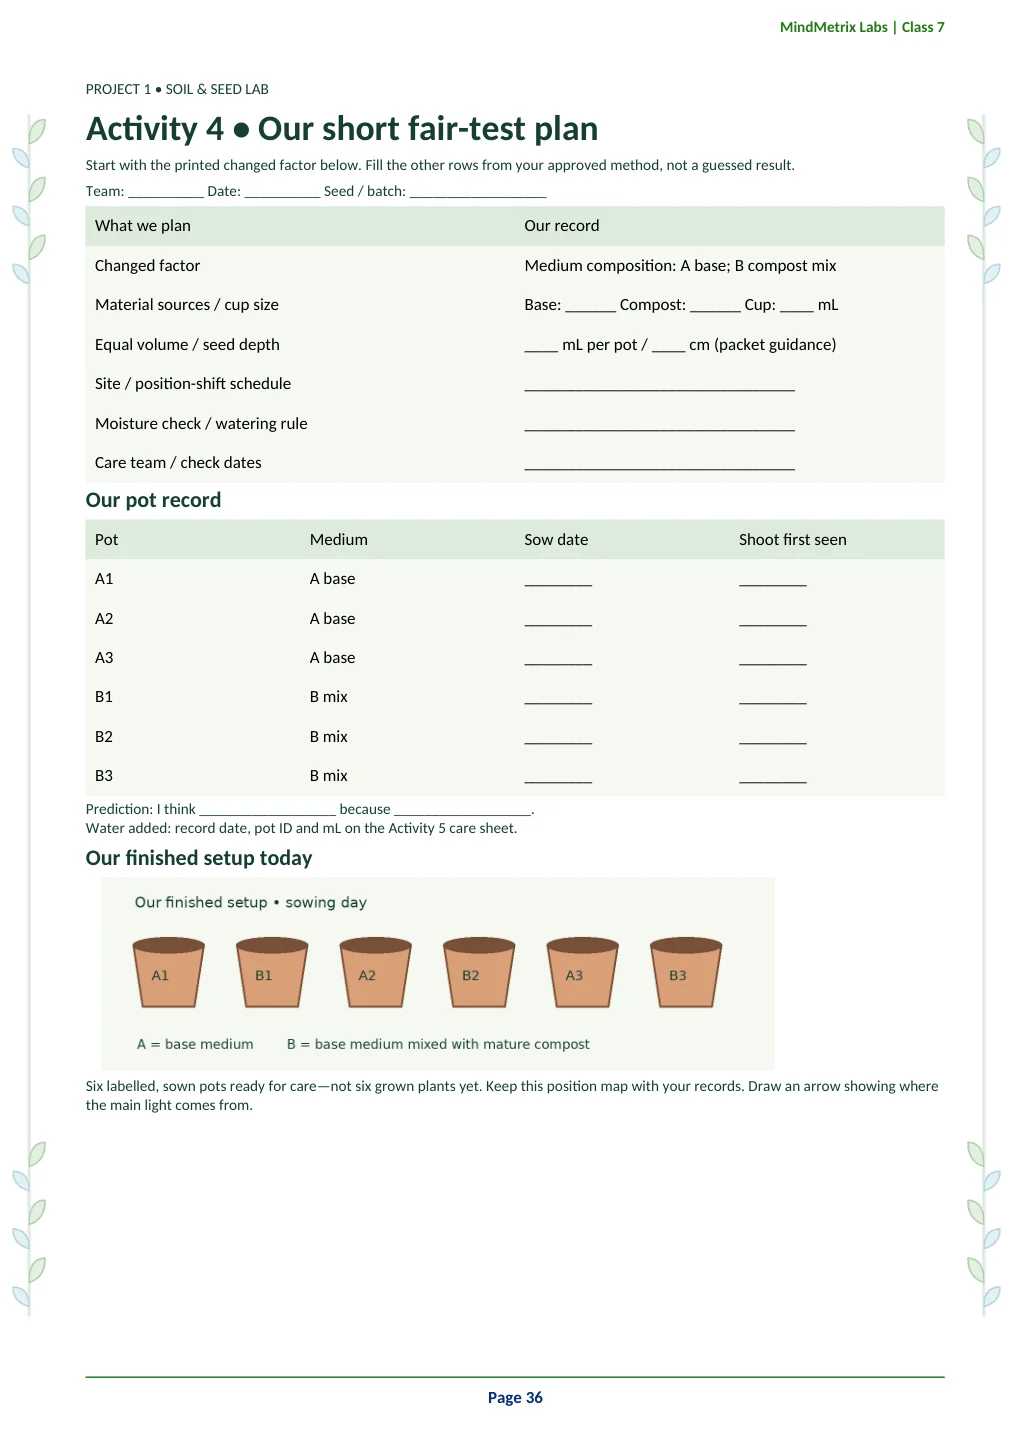 MindMetrix Labs | Class 7
PROJECT 1 • SOIL & SEED LAB
Activity 4 • Our short fair-test plan
Start with the printed changed factor below. Fill the other rows from your approved method, not a guessed result.
Team: __________ Date: __________ Seed / batch: __________________
What we plan Our record
Changed factor Medium composition: A base; B compost mix
Material sources / cup size Base: ______ Compost: ______ Cup: ____ mL
Equal volume / seed depth ____ mL per pot / ____ cm (packet guidance)
Site / position-shift schedule ________________________________
Moisture check / watering rule ________________________________
Care team / check dates ________________________________
Our pot record
Pot Medium Sow date Shoot first seen
A1 A base ________ ________
A2 A base ________ ________
A3 A base ________ ________
B1 B mix ________ ________
B2 B mix ________ ________
B3 B mix ________ ________
Prediction: I think __________________ because __________________.
Water added: record date, pot ID and mL on the Activity 5 care sheet.
Our finished setup today
Our finished setup • sowing day
A1 B1 A2 B2 A3 B3
A = base medium B = base medium mixed with mature compost
Six labelled, sown pots ready for care—not six grown plants yet. Keep this position map with your records. Draw an arrow showing where
the main light comes from.
Page 36